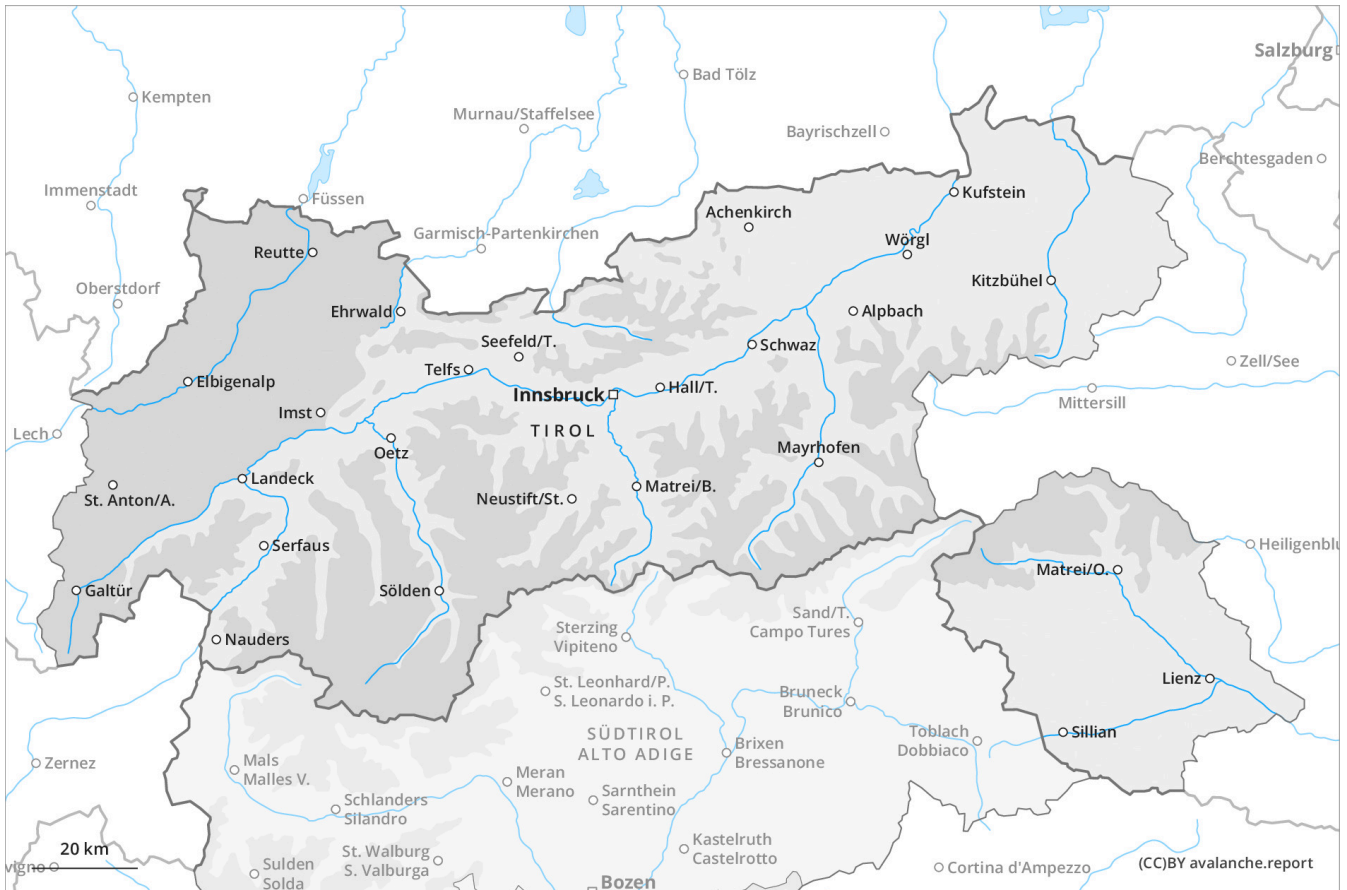 Salzburg
Bad Tölz
Kempten
Murnau/Staffelsee
Bayrischzell
Berchtesgaden
Immenstadt
Füssen
Kufstein
Achenkirch
Garmisch-Partenkirchen
Wörgl
Reutte
Kitzbühel
Oberstdorf
Ehrwald
Alpbach
Seefeld/T.
Schwaz
Zell/See
Telfs
Elbigenalp
Hall/T.
Innsbruck
Mittersill
Imst
TIROL
Lech
Oetz
Mayrhofen
Landeck
Matrei/B.
St. Anton/A.
Neustift/St.
Serfaus
Heiligenblu
Matrei/O.
Galtür
Sölden
Sand/T.
Campo Tures
Nauders
Sterzing
Vipiteno
St. Leonhard/P.
S. Leonardo i. P.
Lienz
Bruneck
Brunico
SÜDTIROL
ALTO ADIGE
Toblach
Dobbiaco
Sillian
Brixen
Bressanone
Zernez
Mals
Malles V.
Meran
Merano
Sarnthein
Sarentino
Schlanders
Silandro
Kastelruth
Castelrotto
20 km
St. Walburg
S. Valburga
Sulden
Solda
vigno
Cortina d'Ampezzo
(CC)BY avalanche.report
Bozen